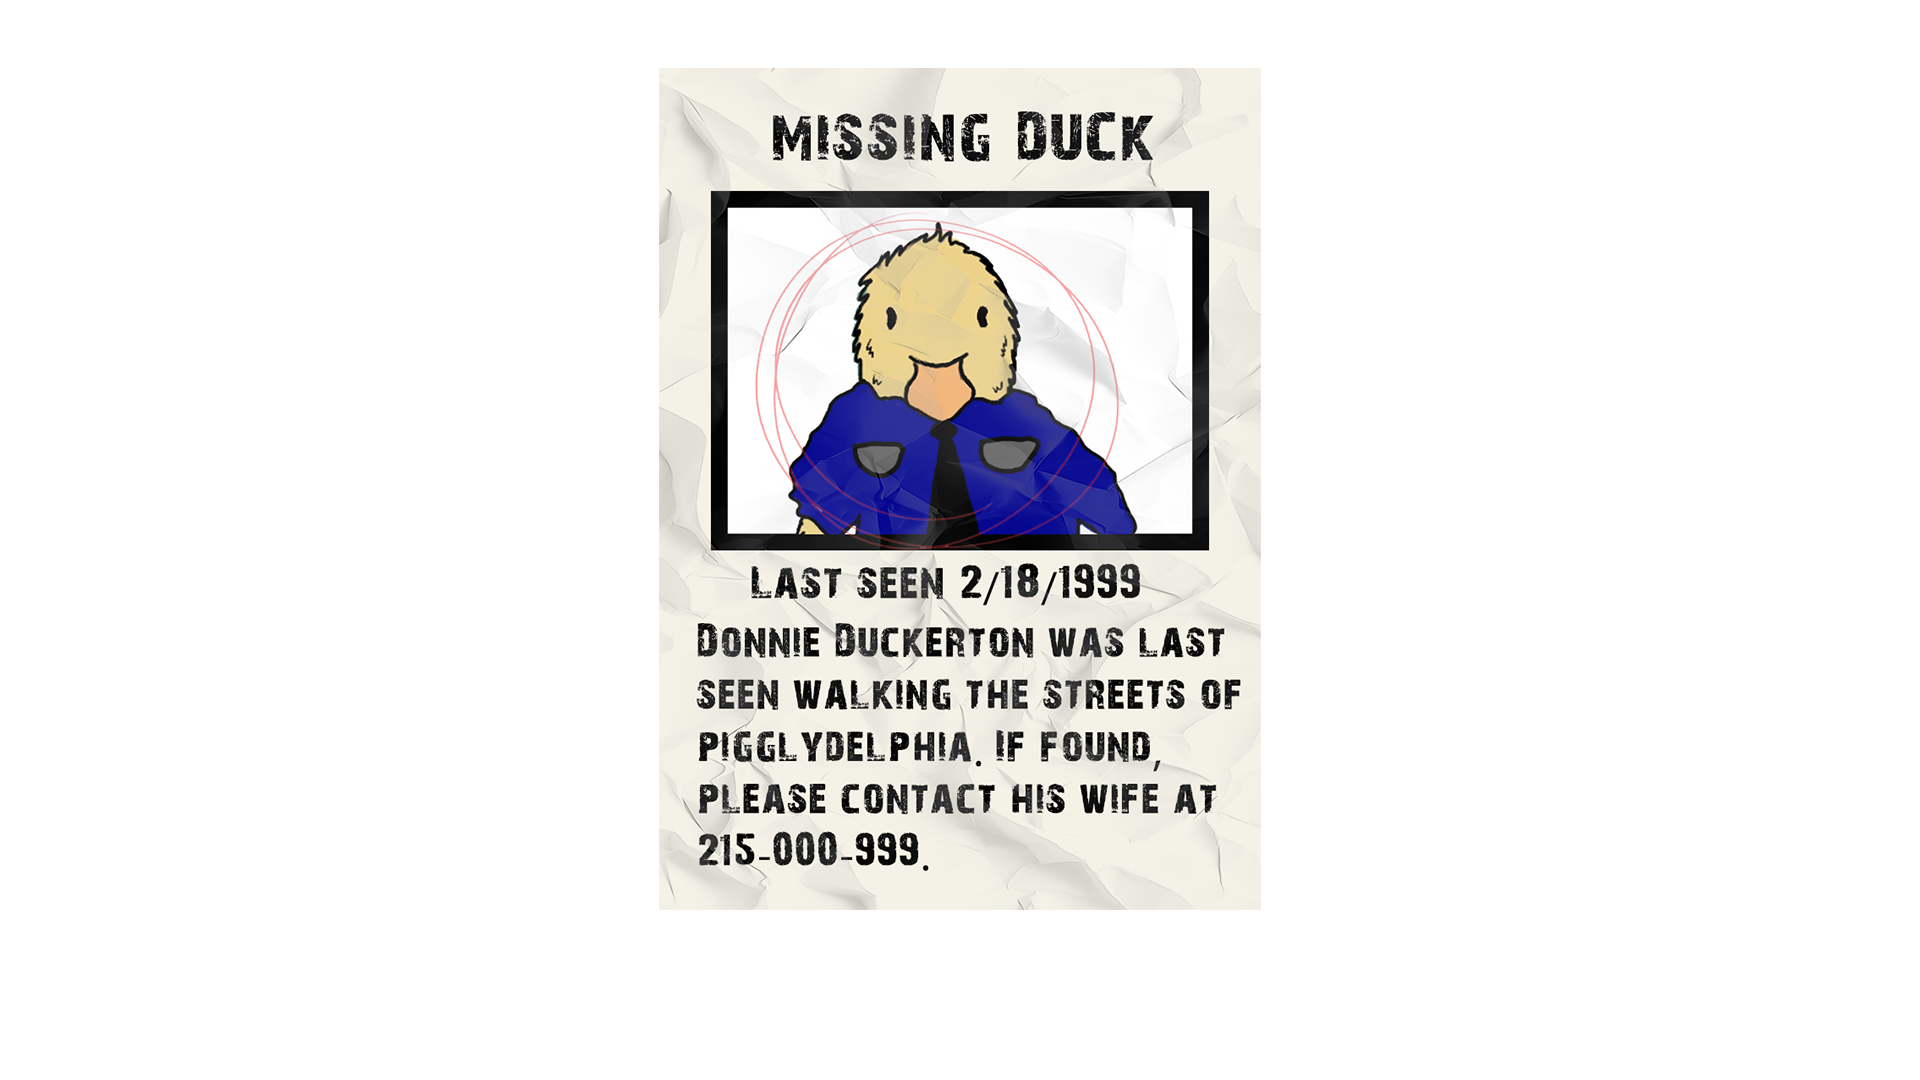 Missing Duck
Last seen 2/18/1999
Donnie Duckerton was last
seen walking the streets of
Pigglydelphia. If found,
please contact his wife at
215-000-999.